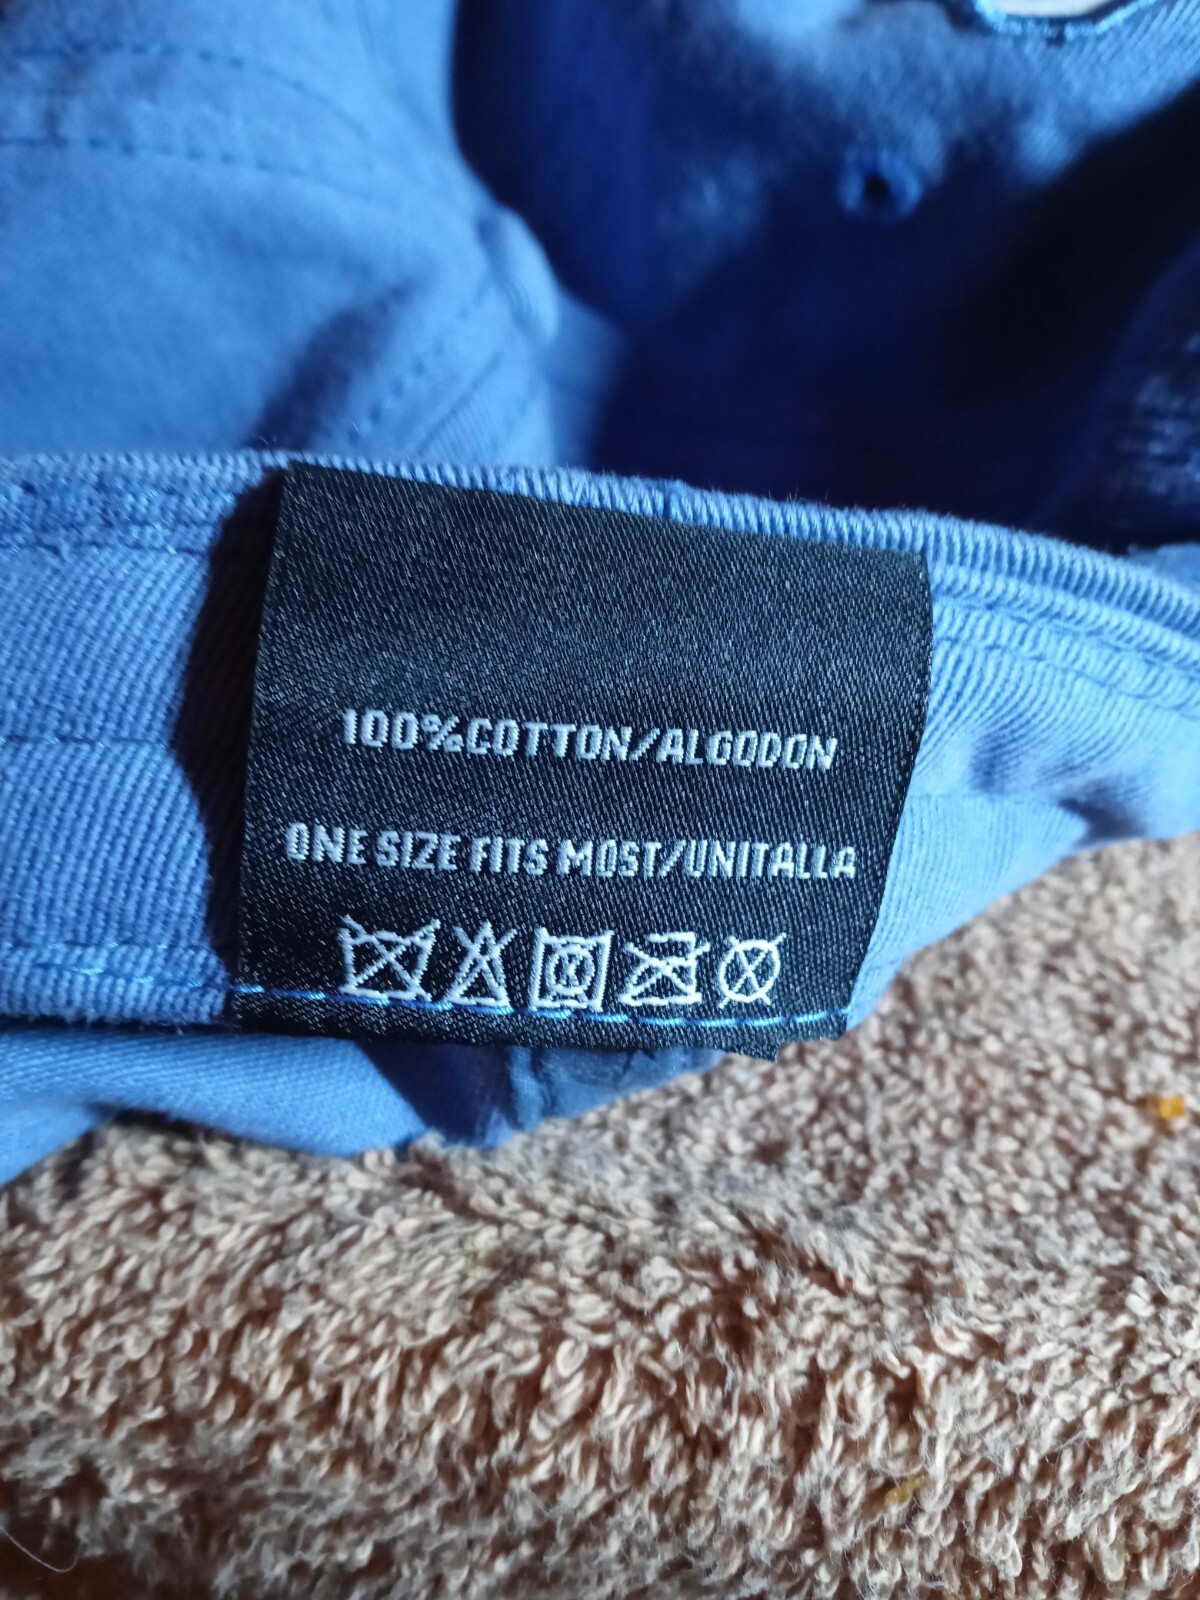 100%COTTON/ALGODON
ONE SIZE FITS MOST/UNITALLA